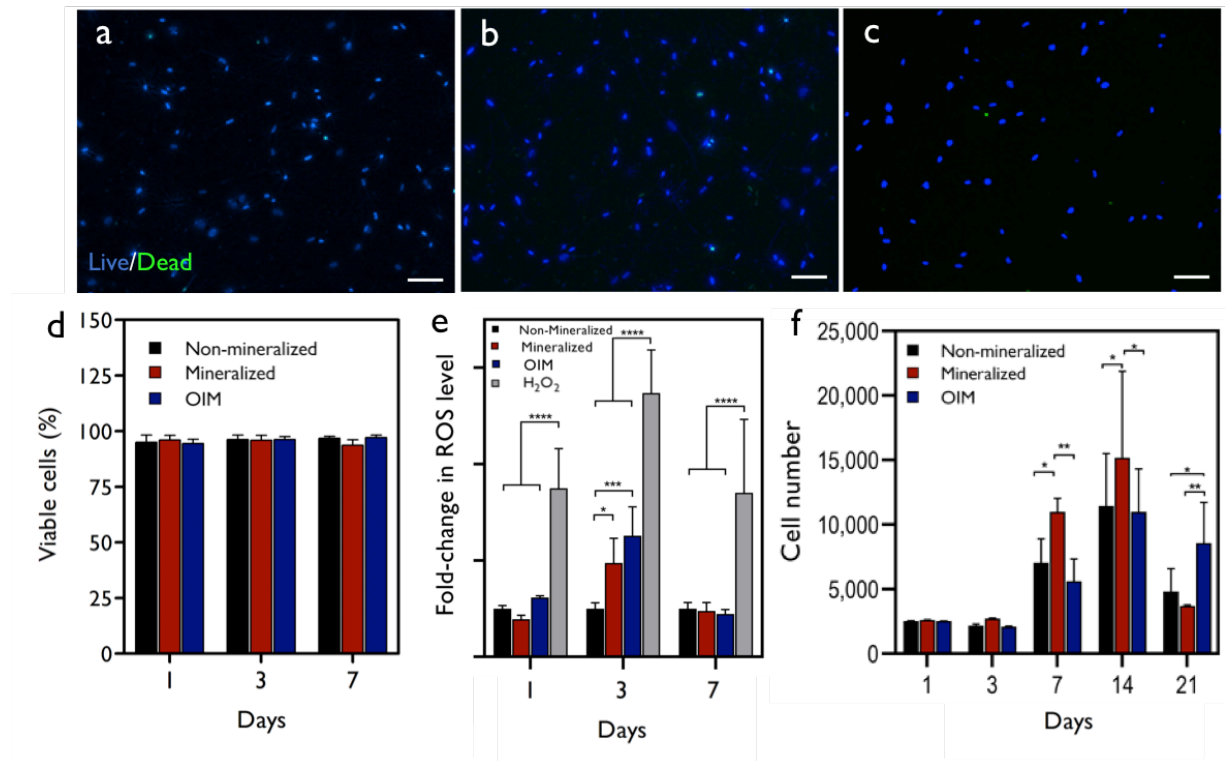 a
b
c
Live/Dead
d
150
125
100
75
50
25
0
Viable cells (%)
Non-mineralized
Mineralized
OIM
1
3
7
Days
e
Fold-change in ROS level
Non-Mineralized
Mineralized
OIM
H₂O₂
****
****
****
***
*
1
3
7
Days
f
25,000
20,000
15,000
10,000
5,000
0
Cell number
Non-mineralized
Mineralized
OIM
*
**
*
*
*
**
1
3
7
14
21
Days